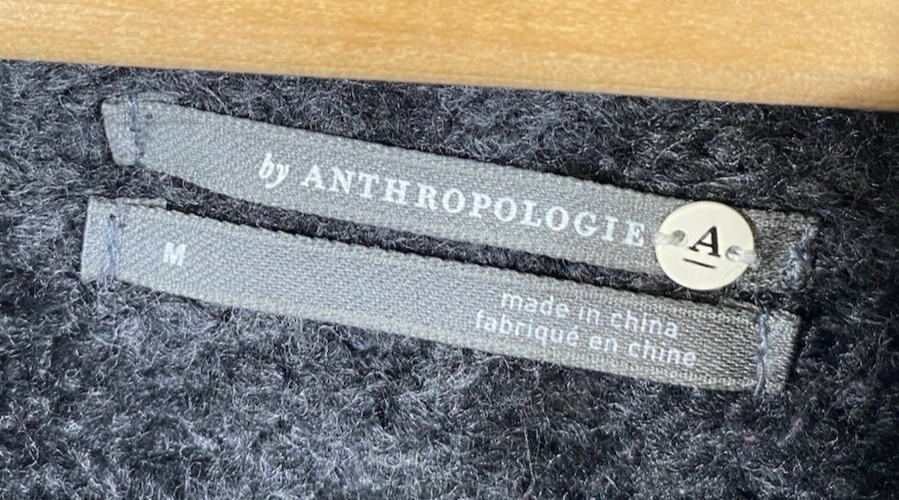 by ANTHROPOLOGIE
A
M
made in china
fabriqué en chine